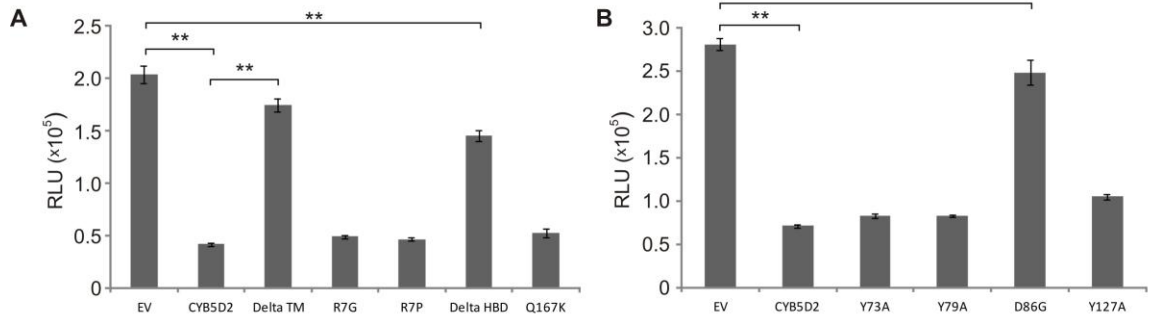 A
**
**
**
RLU (×10⁵)
2.5
2.0
1.5
1.0
0.5
0
EV CYB5D2 Delta TM R7G R7P Delta HBD Q167K
B
**
RLU (×10⁵)
3.0
2.5
2.0
1.5
1.0
0.5
0
EV CYB5D2 Y73A Y79A D86G Y127A